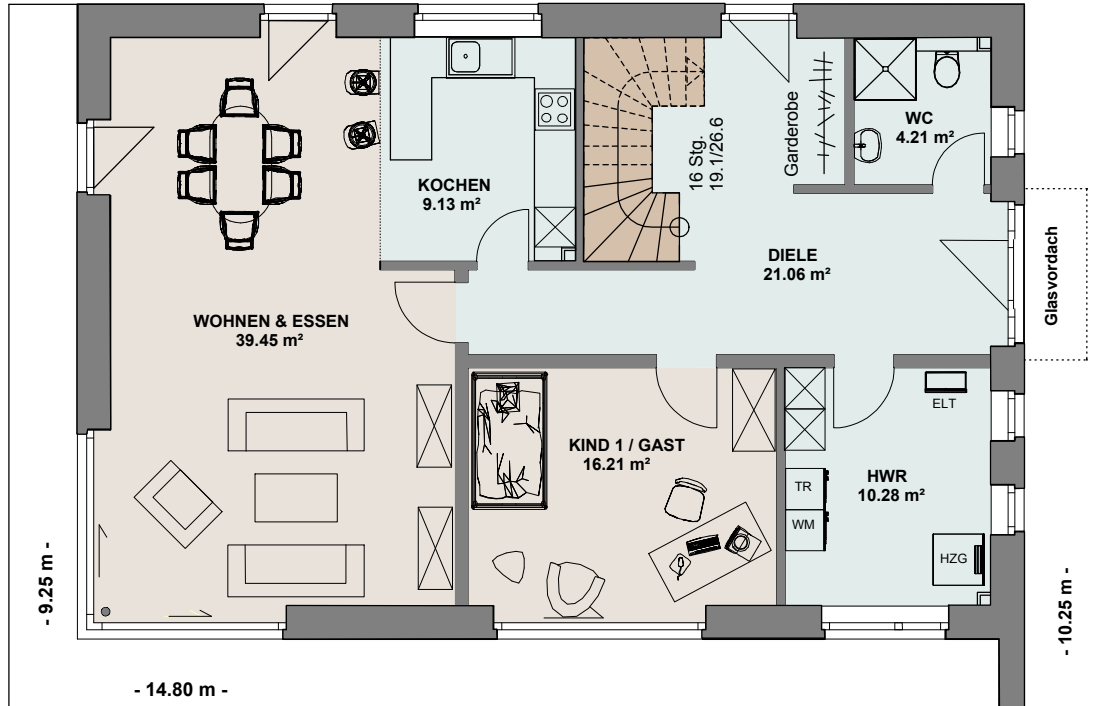 WC
4.21 m²
Garderobe
16 Stg.
19.1/26.6
KOCHEN
9.13 m²
DIELE
21.06 m²
Glasvordach
WOHNEN & ESSEN
39.45 m²
ELT
KIND 1 / GAST
16.21 m²
HWR
10.28 m²
TR
WM
HZG
- 9.25 m -
- 10.25 m -
- 14.80 m -